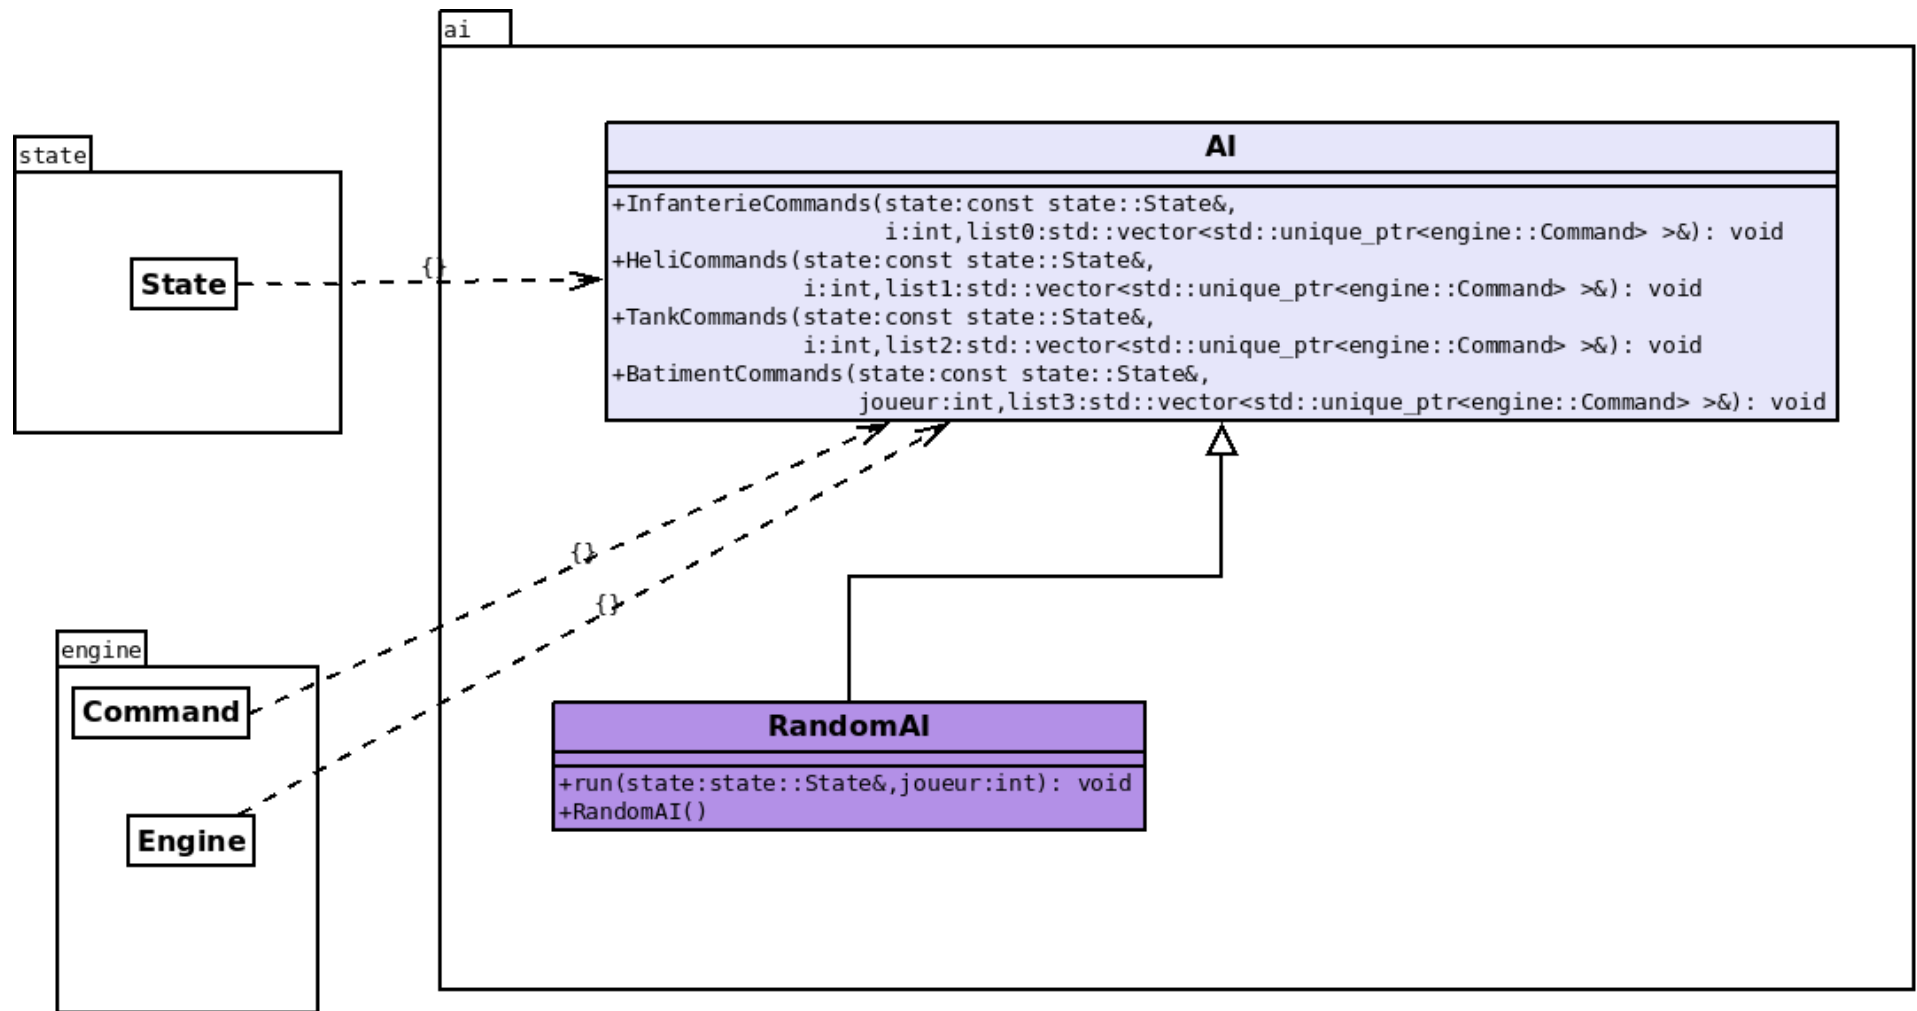 ai
state
State
{}
AI
+InfanterieCommands(state:const state::State&,
i:int,list0:std::vector<std::unique_ptr<engine::Command> >&): void
+HeliCommands(state:const state::State&,
i:int,list1:std::vector<std::unique_ptr<engine::Command> >&): void
+TankCommands(state:const state::State&,
i:int,list2:std::vector<std::unique_ptr<engine::Command> >&): void
+BatimentCommands(state:const state::State&,
joueur:int,list3:std::vector<std::unique_ptr<engine::Command> >&): void
{}
{}
engine
Command
Engine
RandomAI
+run(state:state::State&,joueur:int): void
+RandomAI()